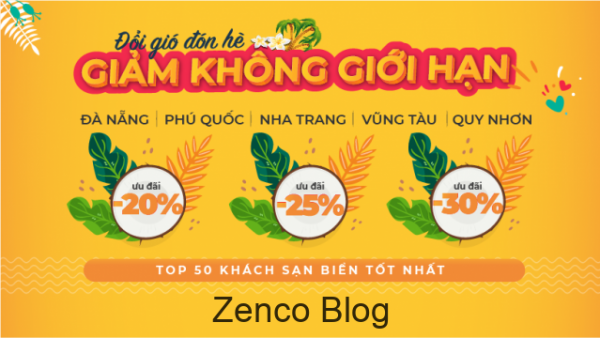 Đổi gió đón hè
GIẢM KHÔNG GIỚI HẠN
ĐÀ NẴNG | PHÚ QUỐC | NHA TRANG | VŨNG TÀU | QUY NHƠN
ưu đãi
-20%
ưu đãi
-25%
ưu đãi
-30%
TOP 50 KHÁCH SẠN BIỂN TỐT NHẤT
Zenco Blog